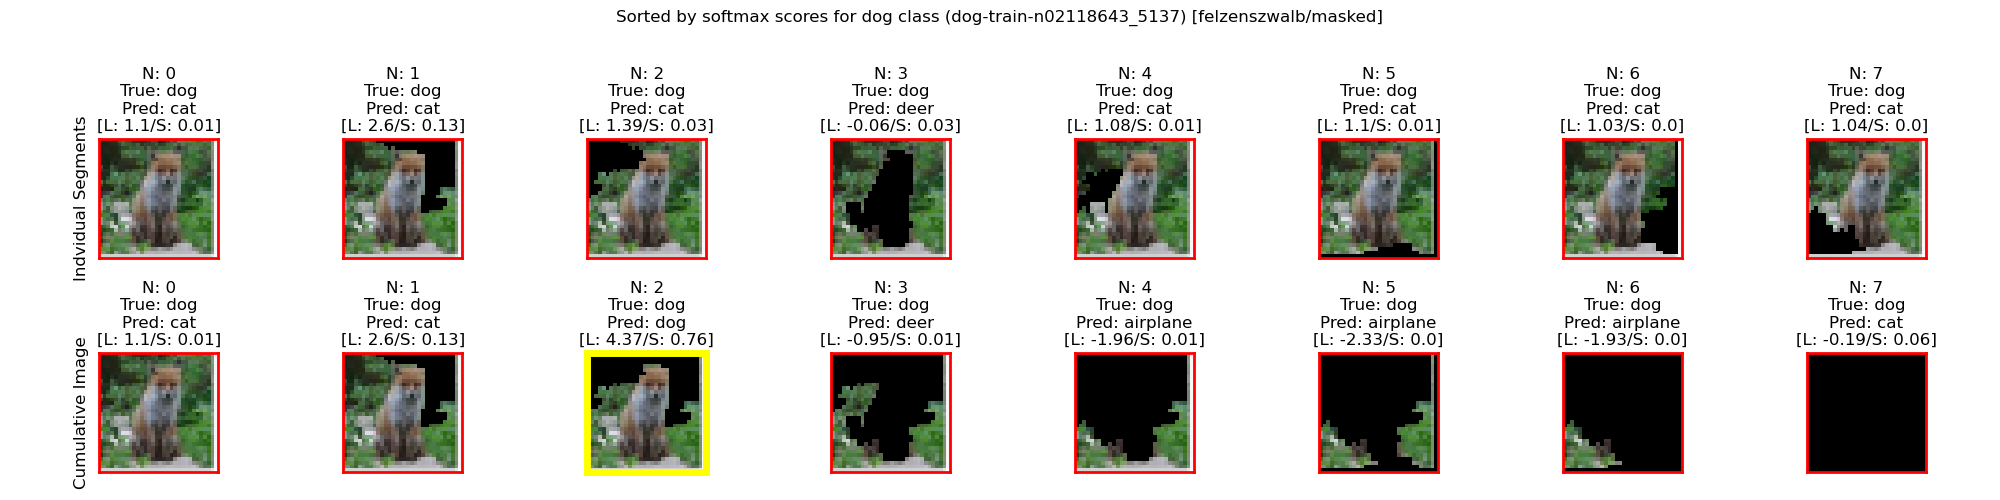 Sorted by softmax scores for dog class (dog-train-n02118643_5137) [felzenszwalb/masked]
Indvidual Segments
N: 0
True: dog
Pred: cat
[L: 1.1/S: 0.01]
N: 1
True: dog
Pred: cat
[L: 2.6/S: 0.13]
N: 2
True: dog
Pred: cat
[L: 1.39/S: 0.03]
N: 3
True: dog
Pred: deer
[L: -0.06/S: 0.03]
N: 4
True: dog
Pred: cat
[L: 1.08/S: 0.01]
N: 5
True: dog
Pred: cat
[L: 1.1/S: 0.01]
N: 6
True: dog
Pred: cat
[L: 1.03/S: 0.0]
N: 7
True: dog
Pred: cat
[L: 1.04/S: 0.0]
Cumulative Image
N: 0
True: dog
Pred: cat
[L: 1.1/S: 0.01]
N: 1
True: dog
Pred: cat
[L: 2.6/S: 0.13]
N: 2
True: dog
Pred: dog
[L: 4.37/S: 0.76]
N: 3
True: dog
Pred: deer
[L: -0.95/S: 0.01]
N: 4
True: dog
Pred: airplane
[L: -1.96/S: 0.01]
N: 5
True: dog
Pred: airplane
[L: -2.33/S: 0.0]
N: 6
True: dog
Pred: airplane
[L: -1.93/S: 0.0]
N: 7
True: dog
Pred: cat
[L: -0.19/S: 0.06]